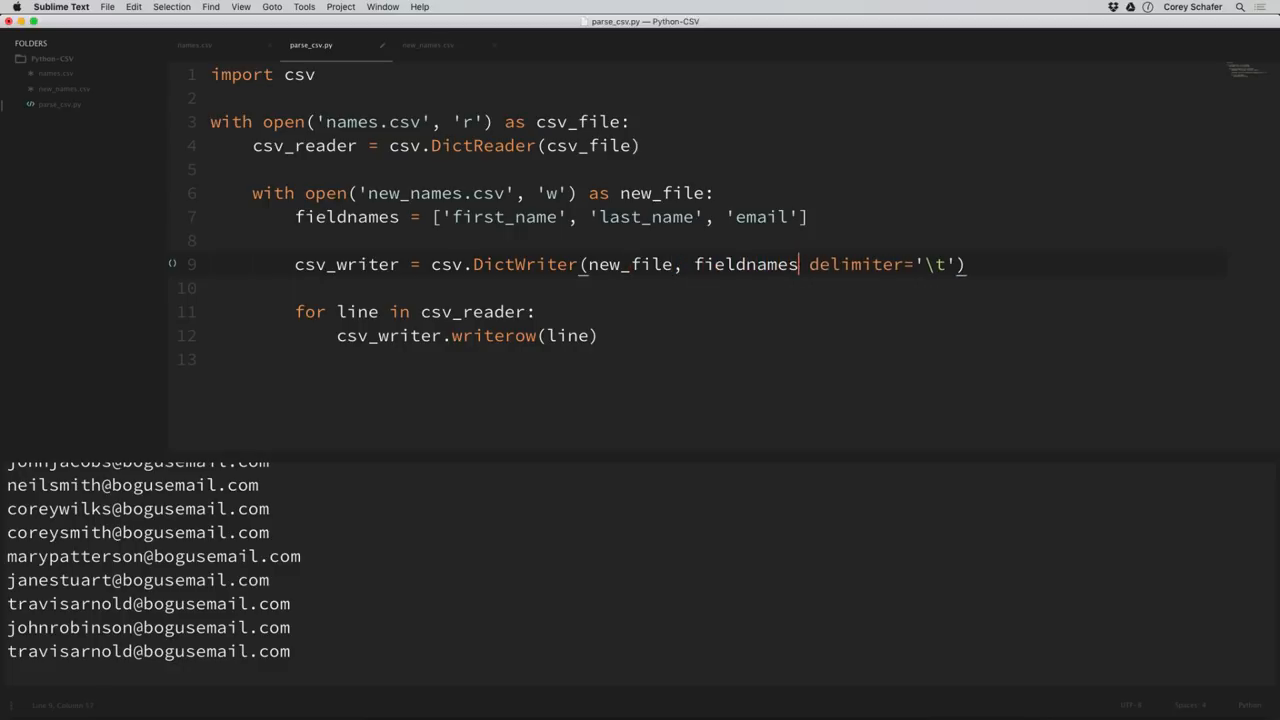 Sublime Text File Edit Selection Find View Goto Tools Project Window Help Corey Schafer
parse_csv.py — Python-CSV
FOLDERS
Python-CSV
names.csv
new_names.csv
parse_csv.py
names.csv parse_csv.py new_names.csv
1 import csv
2
3 with open('names.csv', 'r') as csv_file:
4 csv_reader = csv.DictReader(csv_file)
5
6 with open('new_names.csv', 'w') as new_file:
7 fieldnames = ['first_name', 'last_name', 'email']
8
9 csv_writer = csv.DictWriter(new_file, fieldnames delimiter='\t')
10
11 for line in csv_reader:
12 csv_writer.writerow(line)
13
johnjacobs@bogusemail.com
neilsmith@bogusemail.com
coreywilks@bogusemail.com
coreysmith@bogusemail.com
marypatterson@bogusemail.com
janestuart@bogusemail.com
travisarnold@bogusemail.com
johnrobinson@bogusemail.com
travisarnold@bogusemail.com
Line 9, Column 57 UTF-8 Spaces: 4 Python